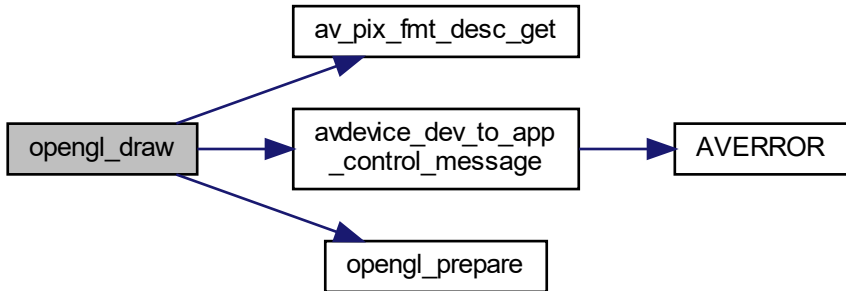 av_pix_fmt_desc_get
opengl_draw
avdevice_dev_to_app
_control_message
AVERROR
opengl_prepare